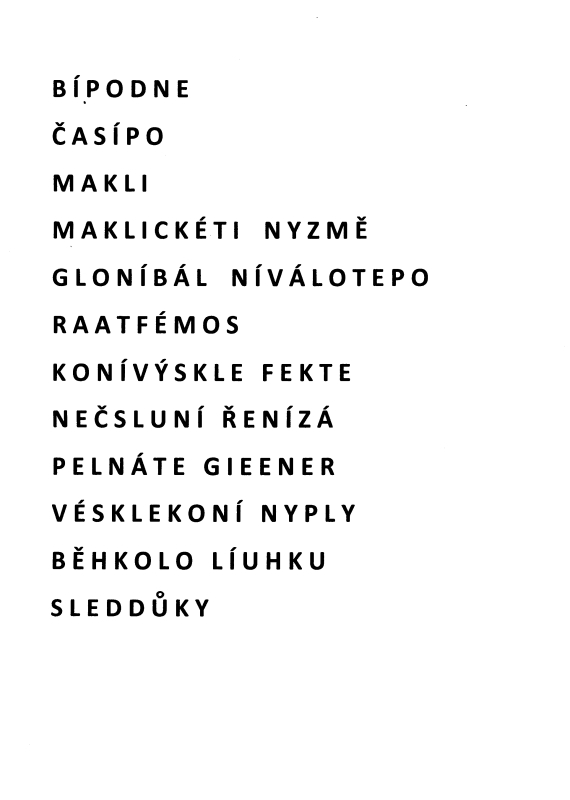 BÍPODNE
ČASÍPO
MAKLI
MAKLICKÉTI NYZMĚ
GLONÍBÁL NÍVÁLOTEPO
RAATFÉMOS
KONÍVÝSKLE FEKTE
NEČSLUNÍ ŘENÍZÁ
PELNÁTE GIEENER
VÉSKLEKONÍ NYPLY
BĚHKOLO LÍUHKU
SLEDDŮKY